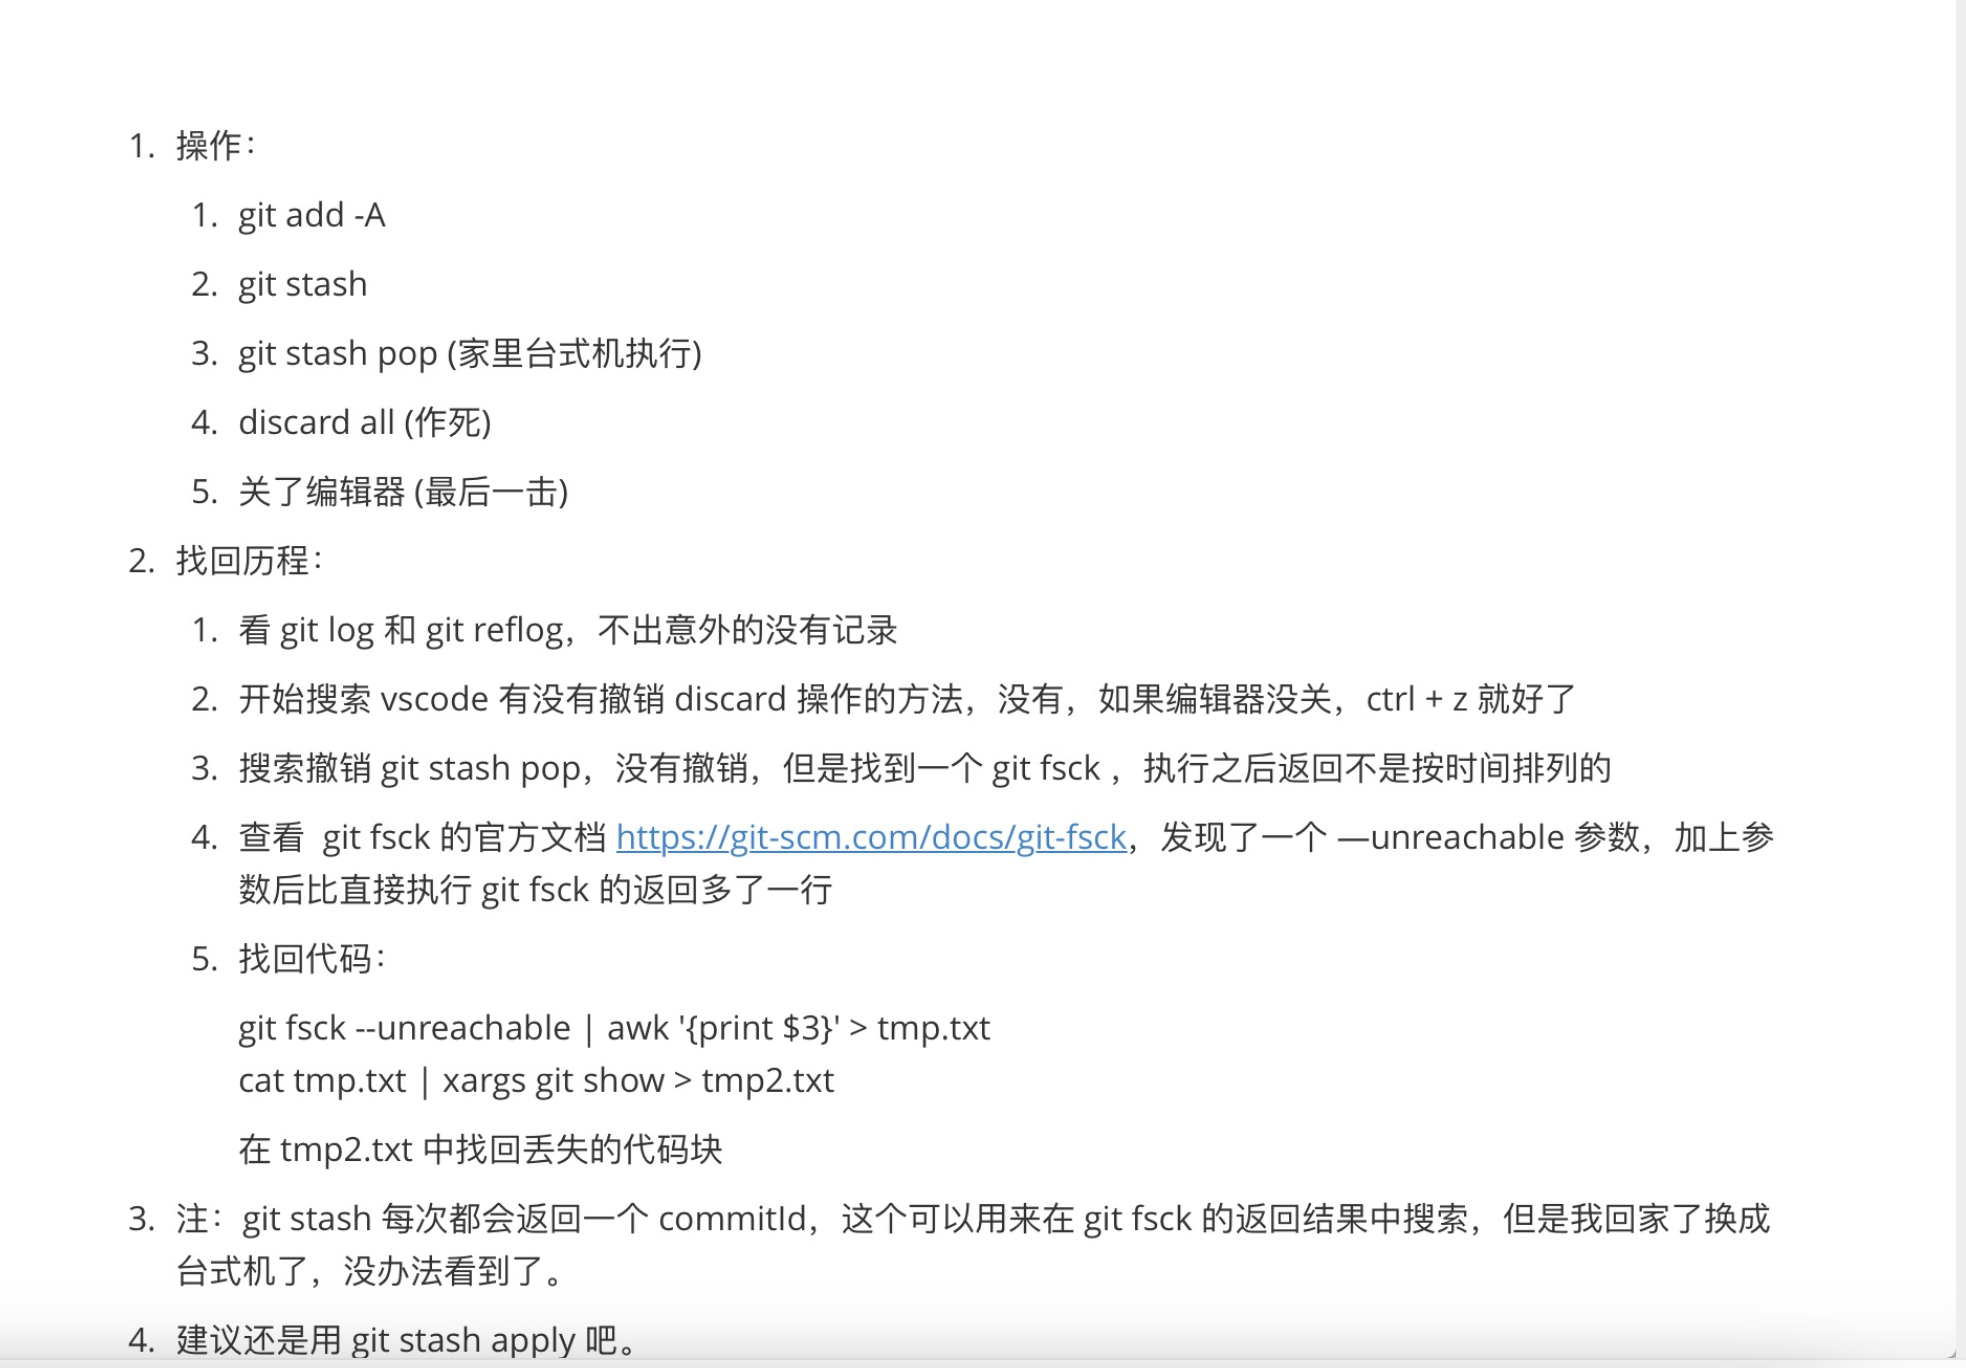 1. 操作：
1. git add -A
2. git stash
3. git stash pop (家里台式机执行)
4. discard all (作死)
5. 关了编辑器 (最后一击)
2. 找回历程：
1. 看 git log 和 git reflog，不出意外的没有记录
2. 开始搜索 vscode 有没有撤销 discard 操作的方法，没有，如果编辑器没关，ctrl + z 就好了
3. 搜索撤销 git stash pop，没有撤销，但是找到一个 git fsck ，执行之后返回不是按时间排列的
4. 查看 git fsck 的官方文档 https://git-scm.com/docs/git-fsck，发现了一个 —unreachable 参数，加上参
数后比直接执行 git fsck 的返回多了一行
5. 找回代码：
git fsck --unreachable | awk '{print $3}' > tmp.txt
cat tmp.txt | xargs git show > tmp2.txt
在 tmp2.txt 中找回丢失的代码块
3. 注：git stash 每次都会返回一个 commitId，这个可以用来在 git fsck 的返回结果中搜索，但是我回家了换成
台式机了，没办法看到了。
4. 建议还是用 git stash apply 吧。